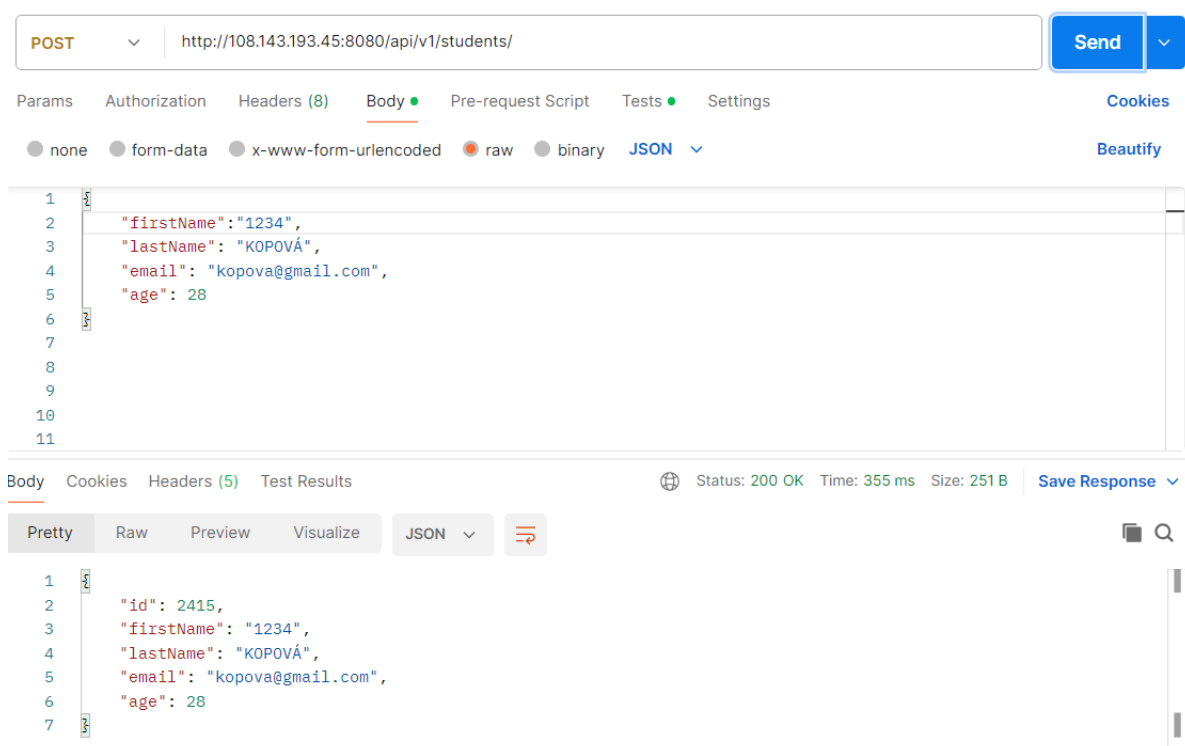 POST http://108.143.193.45:8080/api/v1/students/ Send
Params Authorization Headers (8) Body Pre-request Script Tests Settings Cookies
none form-data x-www-form-urlencoded raw binary JSON Beautify
1 {
2 "firstName":"1234",
3 "lastName": "KOPOVÁ",
4 "email": "kopova@gmail.com",
5 "age": 28
6 }
7
8
9
10
11
Body Cookies Headers (5) Test Results Status: 200 OK Time: 355 ms Size: 251 B Save Response
Pretty Raw Preview Visualize JSON
1 {
2 "id": 2415,
3 "firstName": "1234",
4 "lastName": "KOPOVÁ",
5 "email": "kopova@gmail.com",
6 "age": 28
7 }